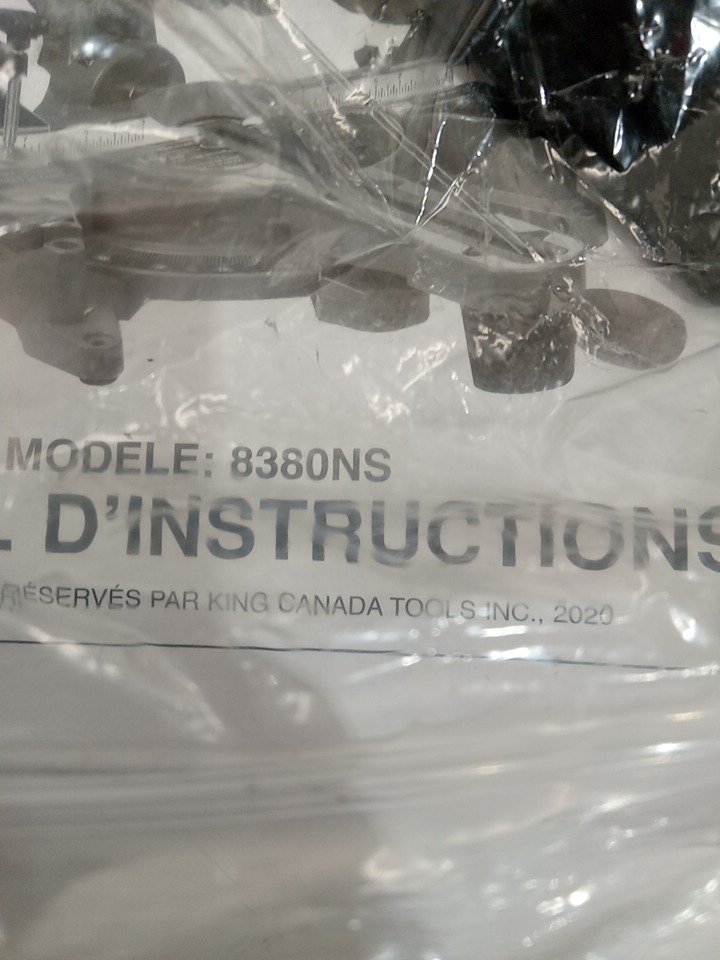 MODÈLE: 8380NS
L D'INSTRUCTIONS
RÉSERVÉS PAR KING CANADA TOOLS INC., 2020